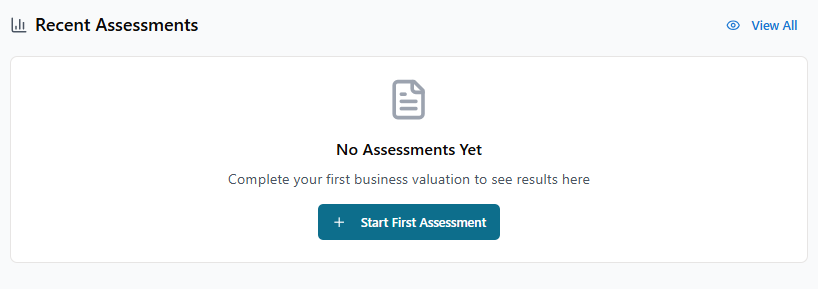 Recent Assessments
View All
No Assessments Yet
Complete your first business valuation to see results here
Start First Assessment